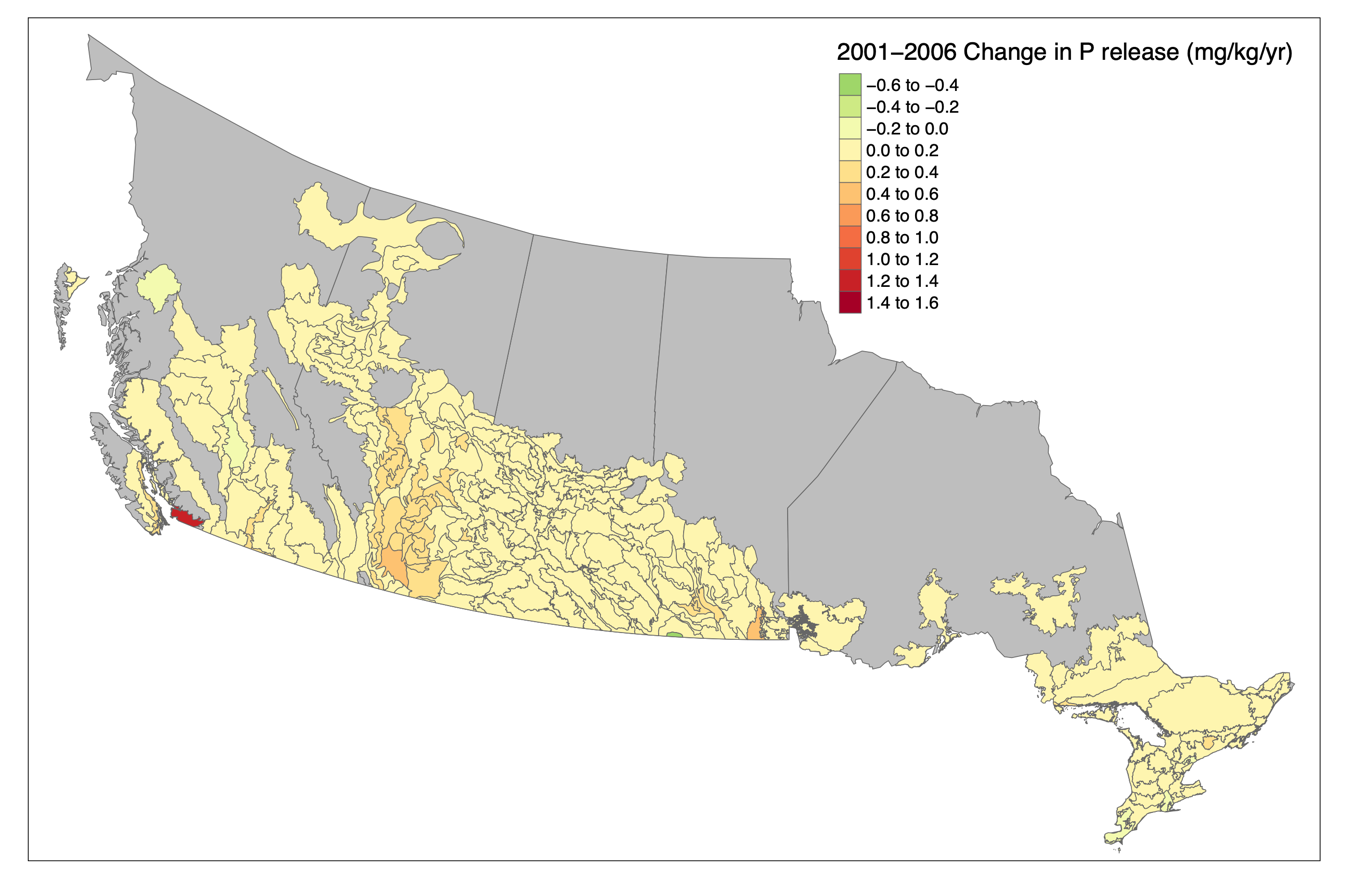 2001−2006 Change in P release (mg/kg/yr)
−0.6 to −0.4
−0.4 to −0.2
−0.2 to 0.0
0.0 to 0.2
0.2 to 0.4
0.4 to 0.6
0.6 to 0.8
0.8 to 1.0
1.0 to 1.2
1.2 to 1.4
1.4 to 1.6